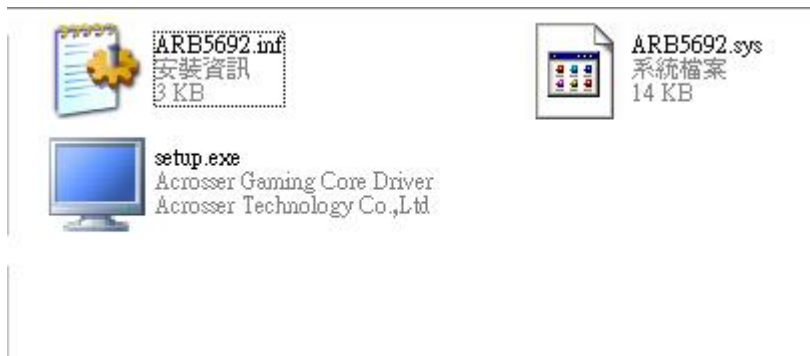 ARB5692.inf
安裝資訊
3 KB
ARB5692.sys
系統檔案
14 KB
setup.exe
Acrosser Gaming Core Driver
Acrosser Technology Co.,Ltd